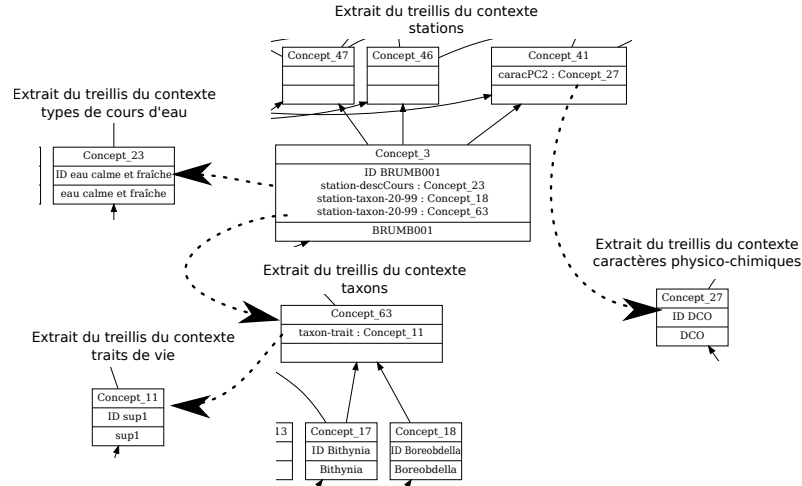 Extrait du treillis du contexte
stations
Concept_47
Concept_46
Concept_41
caracPC2 : Concept_27
Extrait du treillis du contexte
types de cours d'eau
Concept_23
ID eau calme et fraîche
eau calme et fraîche
Concept_3
ID BRUMB001
station-descCours : Concept_23
station-taxon-20-99 : Concept_18
station-taxon-20-99 : Concept_63
BRUMB001
Extrait du treillis du contexte
caractères physico-chimiques
Concept_27
ID DCO
DCO
Extrait du treillis du contexte
taxons
Concept_63
taxon-trait : Concept_11
Extrait du treillis du contexte
traits de vie
Concept_11
ID sup1
sup1
13
Concept_17
ID Bithynia
Bithynia
Concept_18
ID Boreobdella
Boreobdella